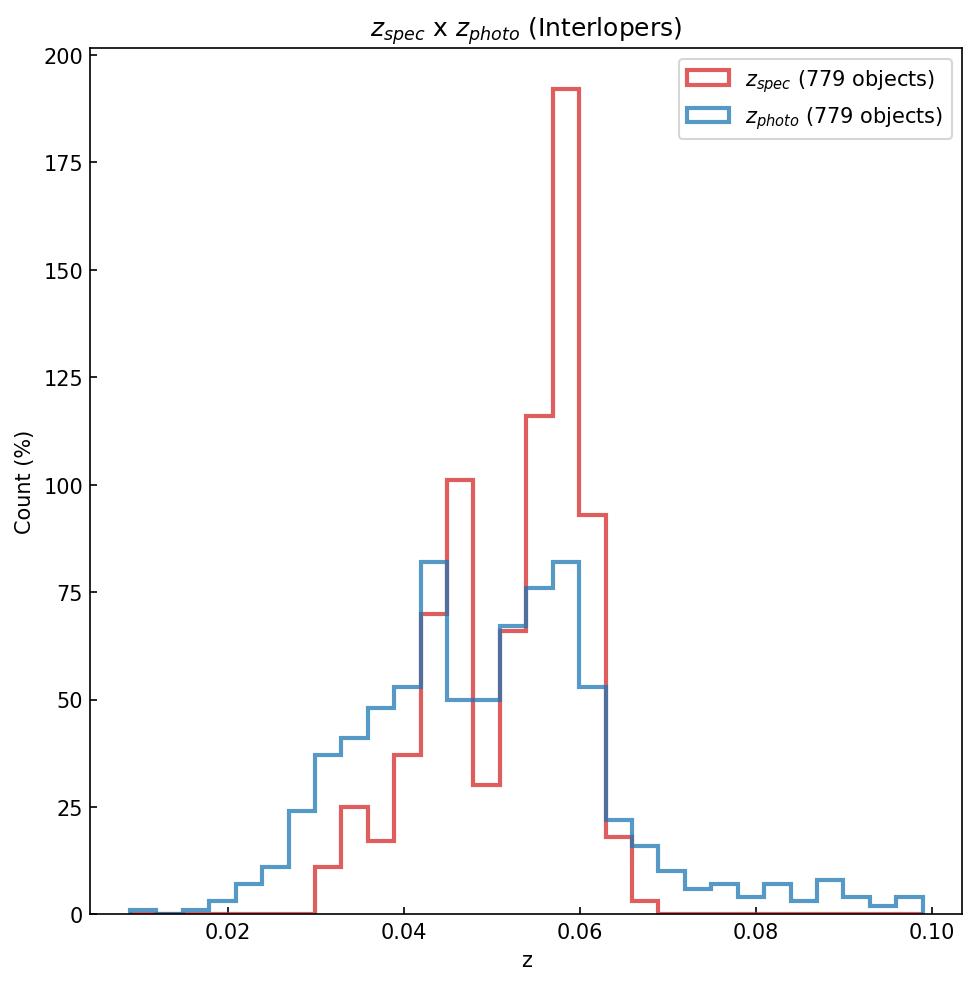 z_spec x z_photo (Interlopers)
z_spec (779 objects)
z_photo (779 objects)
Count (%)
200
175
150
125
100
75
50
25
0
0.02 0.04 0.06 0.08 0.10
z